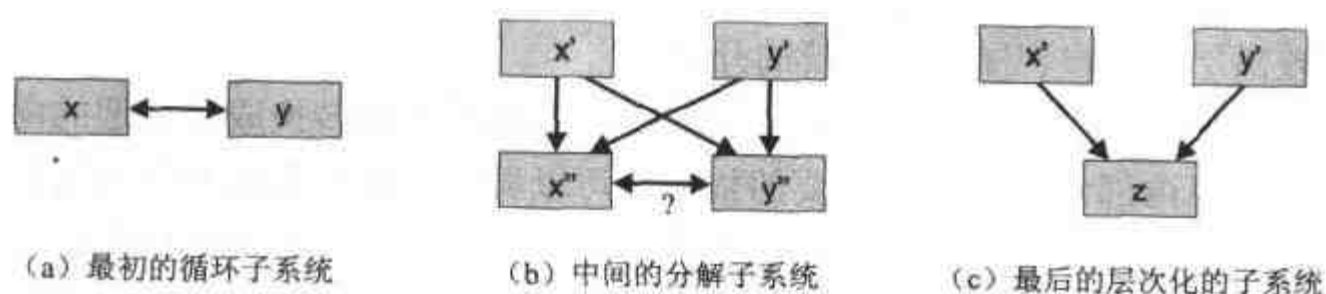 x
y
(a) 最初的循环子系统
x'
y'
x"
y"
?
(b) 中间的分解子系统
x'
y'
z
(c) 最后的层次化的子系统